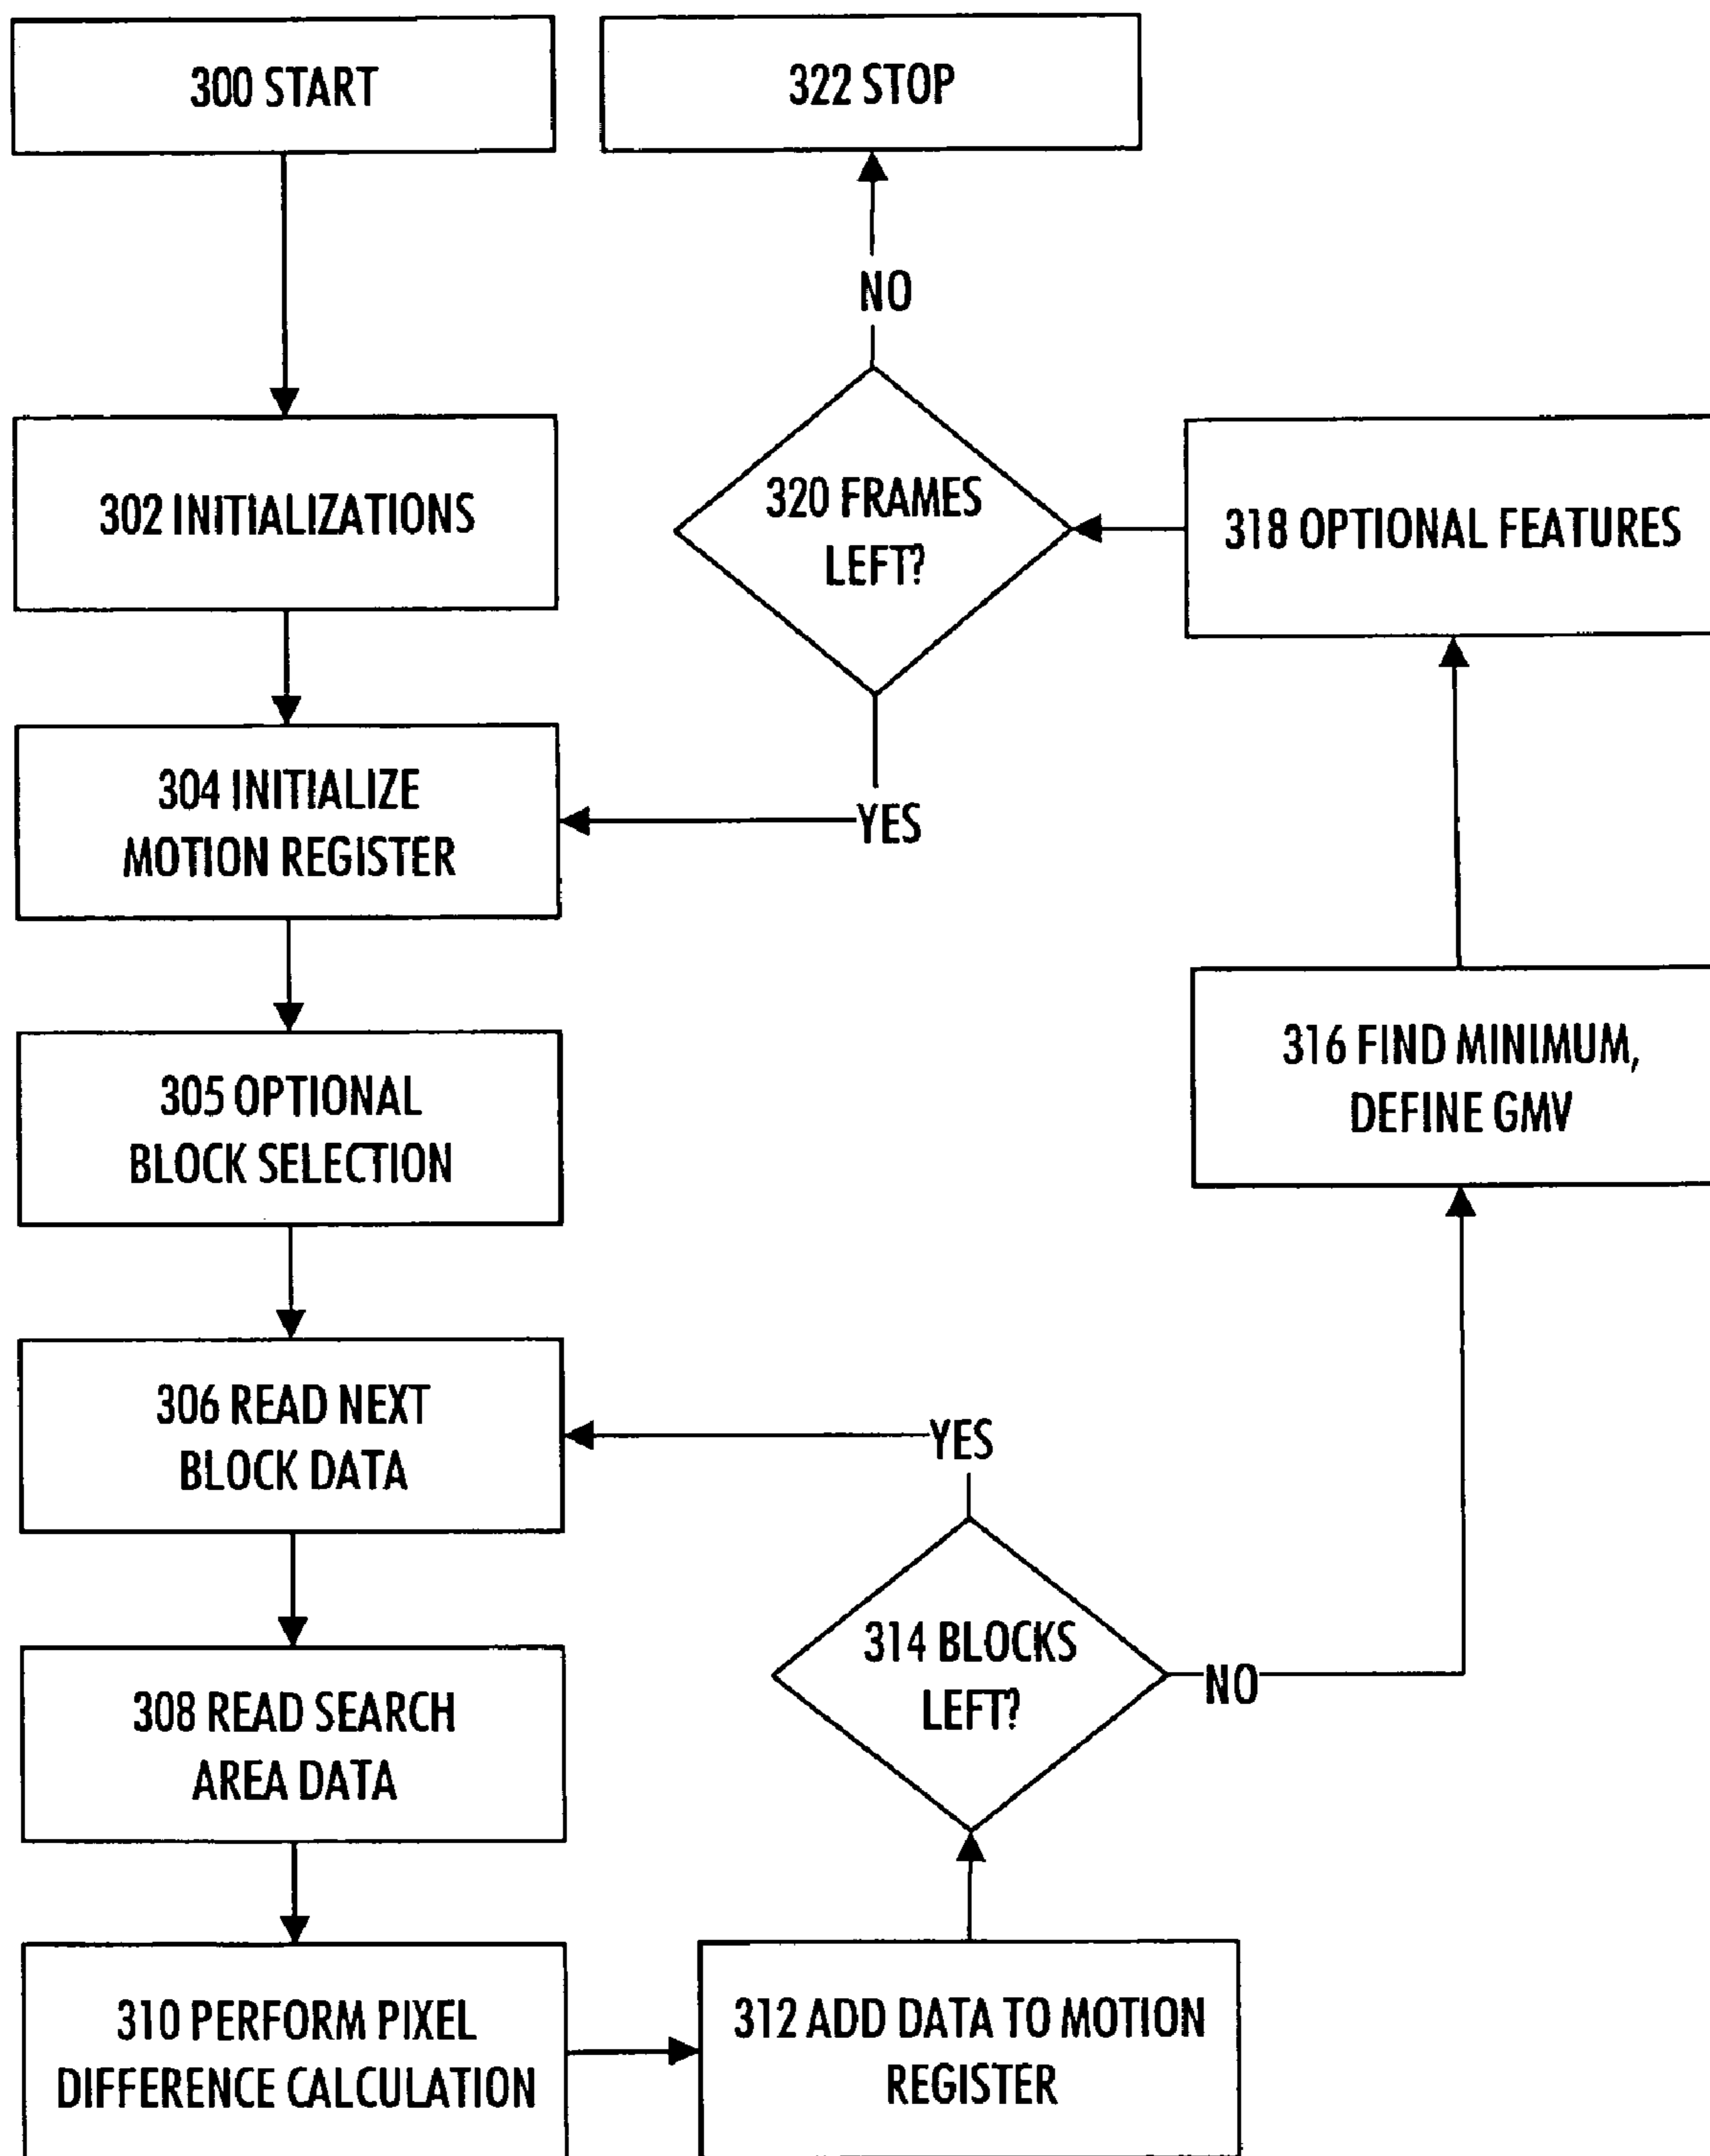 300 START
322 STOP
NO
302 INITIALIZATIONS
320 FRAMES
LEFT?
318 OPTIONAL FEATURES
304 INITIALIZE
MOTION REGISTER
YES
305 OPTIONAL
BLOCK SELECTION
316 FIND MINIMUM,
DEFINE GMV
306 READ NEXT
BLOCK DATA
YES
308 READ SEARCH
AREA DATA
314 BLOCKS
LEFT?
NO
310 PERFORM PIXEL
DIFFERENCE CALCULATION
312 ADD DATA TO MOTION
REGISTER